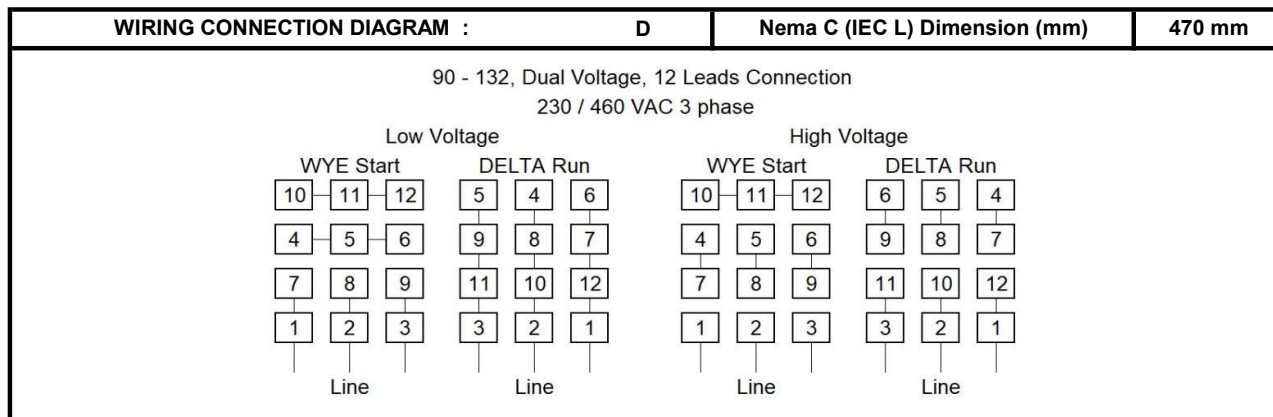 WIRING CONNECTION DIAGRAM : D Nema C (IEC L) Dimension (mm) 470 mm
90 - 132, Dual Voltage, 12 Leads Connection
230 / 460 VAC 3 phase
Low Voltage High Voltage
WYE Start DELTA Run WYE Start DELTA Run
10 11 12 5 4 6 10 11 12 6 5 4
4 5 6 9 8 7 4 5 6 9 8 7
7 8 9 11 10 12 7 8 9 11 10 12
1 2 3 3 2 1 1 2 3 3 2 1
Line Line Line Line